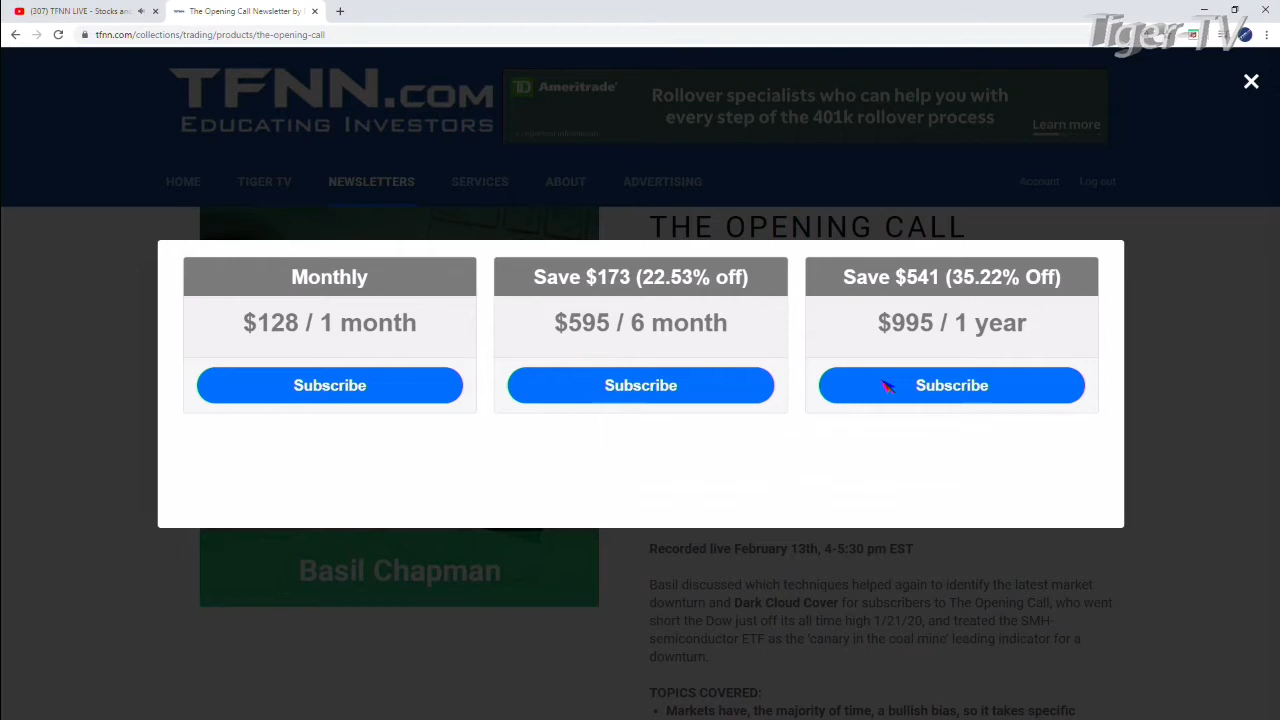 (307) TFNN LIVE - Stocks and
The Opening Call Newsletter by
tfnn.com/collections/trading/products/the-opening-call
Tiger-TV
TFNN.COM
EDUCATING INVESTORS
TD Ameritrade
Rollover specialists who can help you with
every step of the 401k rollover process
Learn more
HOME TIGER TV NEWSLETTERS SERVICES ABOUT ADVERTISING Account Log out
THE OPENING CALL
Monthly
$128 / 1 month
Subscribe
Save $173 (22.53% off)
$595 / 6 month
Subscribe
Save $541 (35.22% Off)
$995 / 1 year
Subscribe
Basil Chapman
Recorded live February 13th, 4-5:30 pm EST
Basil discussed which techniques helped again to identify the latest market
downturn and Dark Cloud Cover for subscribers to The Opening Call, who went
short the Dow just off its all time high 1/21/20, and treated the SMH-
semiconductor ETF as the 'canary in the coal mine' leading indicator for a
downturn.
TOPICS COVERED:
• Markets have, the majority of time, a bullish bias, so it takes specific